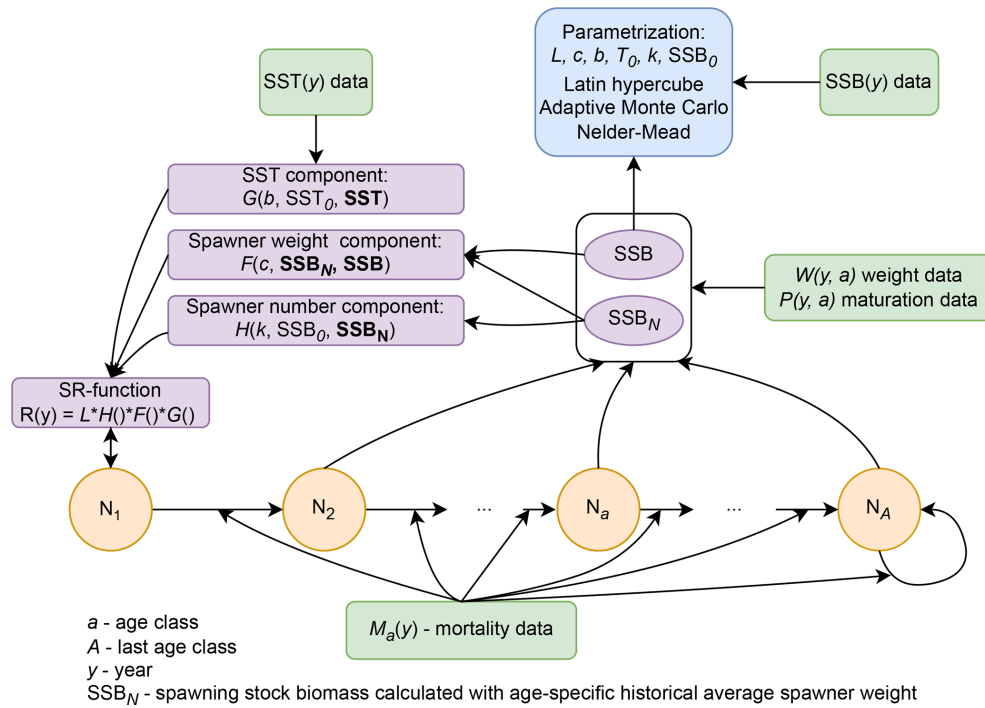 Parametrization:
L, c, b, T0, k, SSB0
Latin hypercube
Adaptive Monte Carlo
Nelder-Mead
SST(y) data
SSB(y) data
SST component:
G(b, SST0, SST)
Spawner weight component:
F(c, SSBN, SSB)
Spawner number component:
H(k, SSB0, SSBN)
SSB
SSBN
W(y, a) weight data
P(y, a) maturation data
SR-function
R(y) = L*H()*F()*G()
N1
N2
...
Na
...
NA
Ma(y) - mortality data
a - age class
A - last age class
y - year
SSBN - spawning stock biomass calculated with age-specific historical average spawner weight